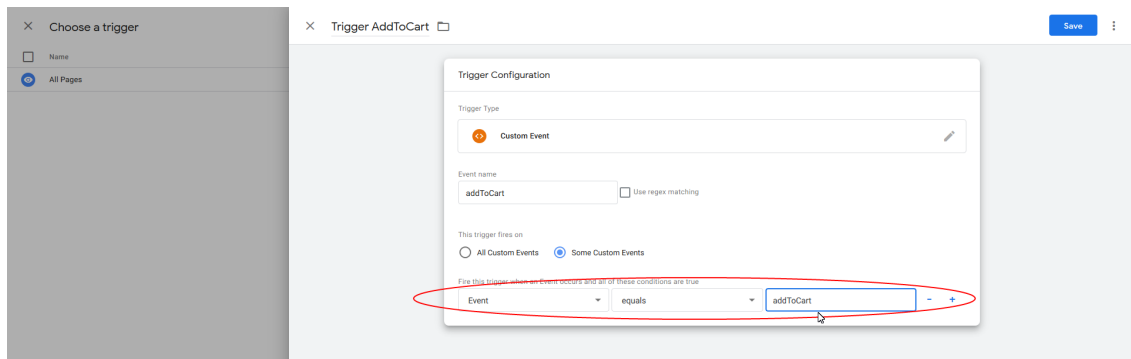 Choose a trigger
Name
All Pages
Trigger AddToCart
Save
Trigger Configuration
Trigger Type
Custom Event
Event name
addToCart
Use regex matching
This trigger fires on
All Custom Events
Some Custom Events
Fire this trigger when an Event occurs and all of these conditions are true
Event equals addToCart - +